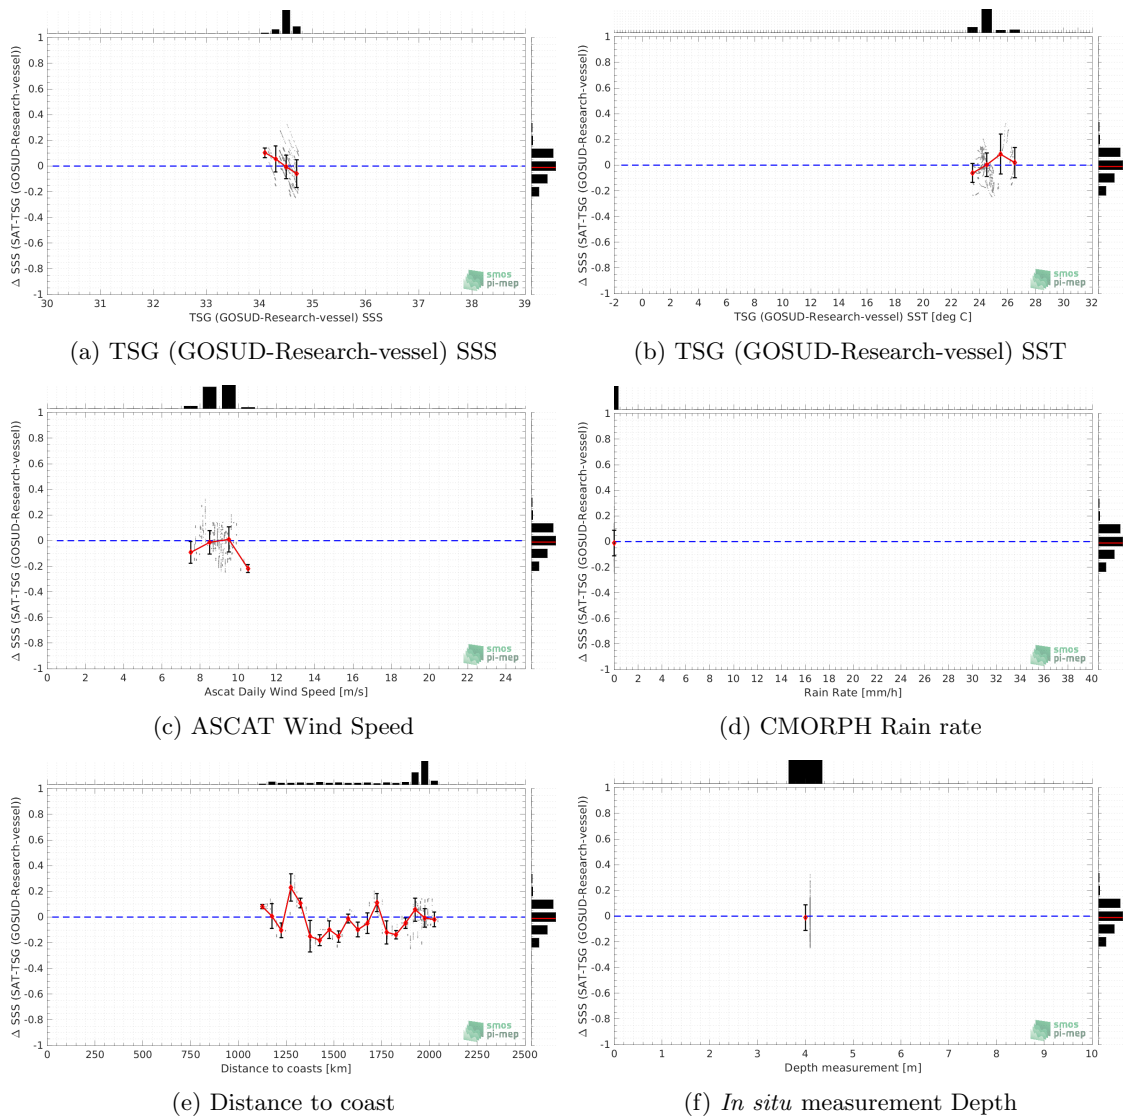 Δ SSS (SAT-TSG (GOSUD-Research-vessel))
1
0.8
0.6
0.4
0.2
0
-0.2
-0.4
-0.6
-0.8
-1
30 31 32 33 34 35 36 37 38 39
TSG (GOSUD-Research-vessel) SSS
smos
pi-mep
(a) TSG (GOSUD-Research-vessel) SSS
Δ SSS (SAT-TSG (GOSUD-Research-vessel))
1
0.8
0.6
0.4
0.2
0
-0.2
-0.4
-0.6
-0.8
-1
-2 0 2 4 6 8 10 12 14 16 18 20 22 24 26 28 30 32
TSG (GOSUD-Research-vessel) SST [deg C]
smos
pi-mep
(b) TSG (GOSUD-Research-vessel) SST
Δ SSS (SAT-TSG (GOSUD-Research-vessel))
1
0.8
0.6
0.4
0.2
0
-0.2
-0.4
-0.6
-0.8
-1
0 2 4 6 8 10 12 14 16 18 20 22 24
Ascat Daily Wind Speed [m/s]
smos
pi-mep
(c) ASCAT Wind Speed
Δ SSS (SAT-TSG (GOSUD-Research-vessel))
1
0.8
0.6
0.4
0.2
0
-0.2
-0.4
-0.6
-0.8
-1
0 2 4 6 8 10 12 14 16 18 20 22 24 26 28 30 32 34 36 38 40
Rain Rate [mm/h]
smos
pi-mep
(d) CMORPH Rain rate
Δ SSS (SAT-TSG (GOSUD-Research-vessel))
1
0.8
0.6
0.4
0.2
0
-0.2
-0.4
-0.6
-0.8
-1
0 250 500 750 1000 1250 1500 1750 2000 2250 2500
Distance to coasts [km]
smos
pi-mep
(e) Distance to coast
Δ SSS (SAT-TSG (GOSUD-Research-vessel))
1
0.8
0.6
0.4
0.2
0
-0.2
-0.4
-0.6
-0.8
-1
0 1 2 3 4 5 6 7 8 9 10
Depth measurement [m]
smos
pi-mep
(f) In situ measurement Depth